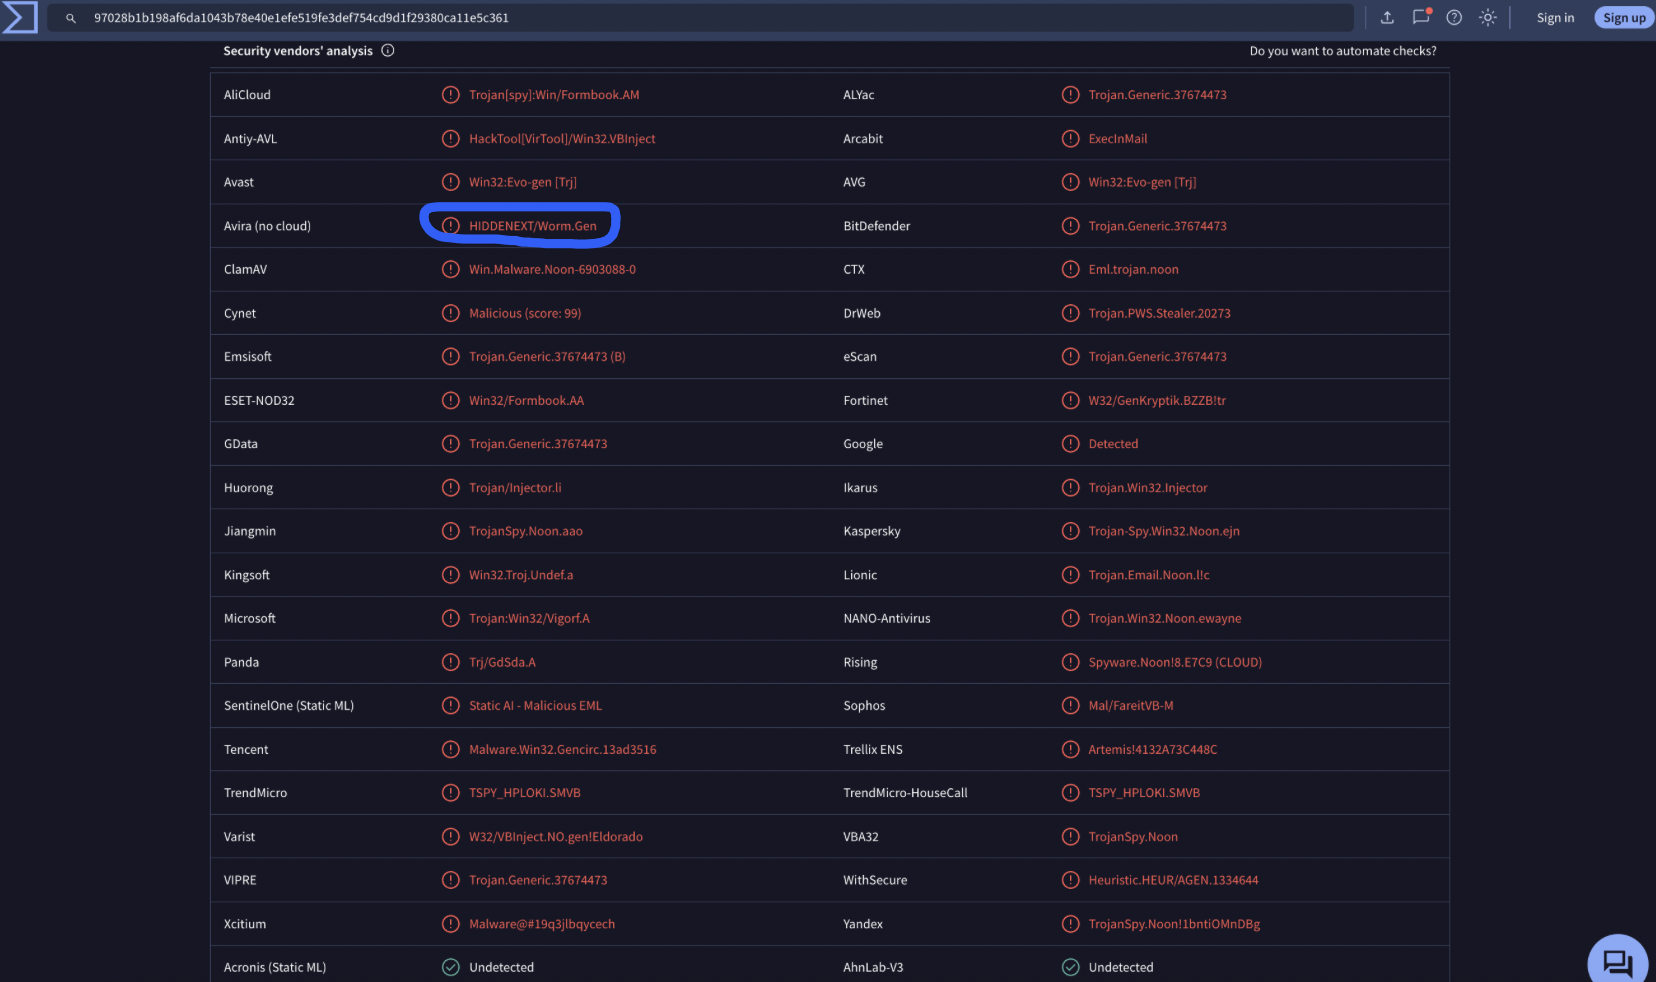 97028b1b198af6da1043b78e40e1efe519fe3def754cd9d1f29380ca11e5c361 Sign in Sign up
Security vendors' analysis Do you want to automate checks?
AliCloud Trojan[spy]:Win/Formbook.AM ALYac Trojan.Generic.37674473
Antiy-AVL HackTool[VirTool]/Win32.VBInject Arcabit ExecInMail
Avast Win32:Evo-gen [Trj] AVG Win32:Evo-gen [Trj]
Avira (no cloud) HIDDENEXT/Worm.Gen BitDefender Trojan.Generic.37674473
ClamAV Win.Malware.Noon-6903088-0 CTX Eml.trojan.noon
Cynet Malicious (score: 99) DrWeb Trojan.PWS.Stealer.20273
Emsisoft Trojan.Generic.37674473 (B) eScan Trojan.Generic.37674473
ESET-NOD32 Win32/Formbook.AA Fortinet W32/GenKryptik.BZZB!tr
GData Trojan.Generic.37674473 Google Detected
Huorong Trojan/Injector.li Ikarus Trojan.Win32.Injector
Jiangmin TrojanSpy.Noon.aao Kaspersky Trojan-Spy.Win32.Noon.ejn
Kingsoft Win32.Troj.Undef.a Lionic Trojan.Email.Noon.l!c
Microsoft Trojan:Win32/Vigorf.A NANO-Antivirus Trojan.Win32.Noon.ewayne
Panda Trj/GdSda.A Rising Spyware.Noon!8.E7C9 (CLOUD)
SentinelOne (Static ML) Static AI - Malicious EML Sophos Mal/FareitVB-M
Tencent Malware.Win32.Gencirc.13ad3516 Trellix ENS Artemis!4132A73C448C
TrendMicro TSPY_HPLOKI.SMVB TrendMicro-HouseCall TSPY_HPLOKI.SMVB
Varist W32/VBInject.NO.gen!Eldorado VBA32 TrojanSpy.Noon
VIPRE Trojan.Generic.37674473 WithSecure Heuristic.HEUR/AGEN.1334644
Xcitium Malware@#19q3jlbqycech Yandex TrojanSpy.Noon!1bntiOMnDBg
Acronis (Static ML) Undetected AhnLab-V3 Undetected